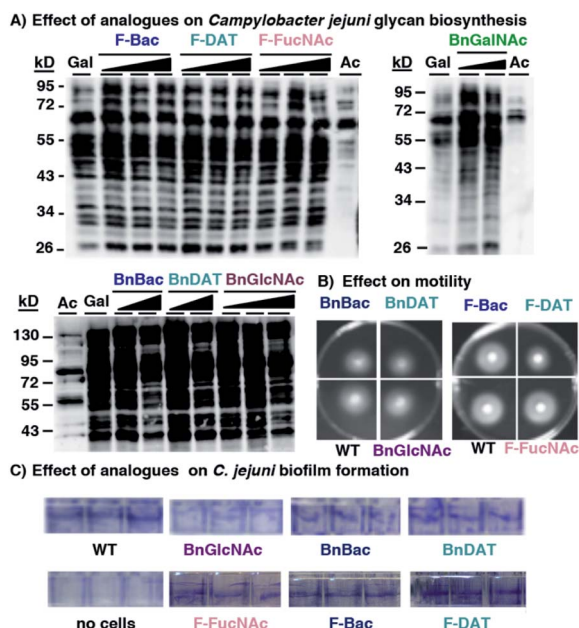 A) Effect of analogues on Campylobacter jejuni glycan biosynthesis
F-Bac F-DAT F-FucNAc
kD Gal Ac
95
72
55
43
34
26
BnGalNAc
kD Gal Ac
95
72
55
43
34
26
BnBac BnDAT BnGlcNAc
kD Ac Gal
130
95
72
55
43
B) Effect on motility
BnBac BnDAT F-Bac F-DAT
WT BnGlcNAc WT F-FucNAc
C) Effect of analogues on C. jejuni biofilm formation
WT BnGlcNAc BnBac BnDAT
no cells F-FucNAc F-Bac F-DAT